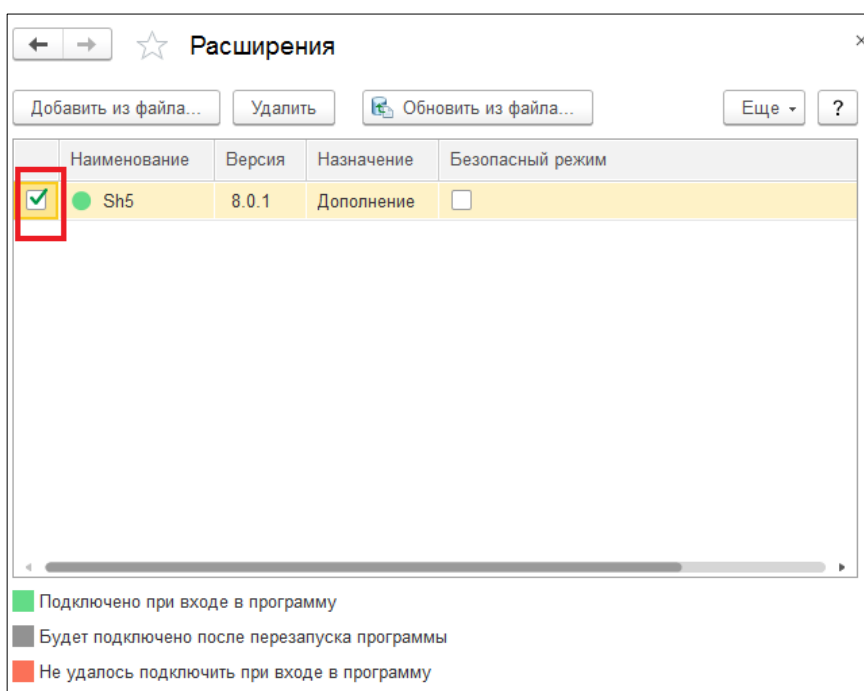 Расширения
Добавить из файла... Удалить Обновить из файла... Еще ?
Наименование Версия Назначение Безопасный режим
Sh5 8.0.1 Дополнение
Подключено при входе в программу
Будет подключено после перезапуска программы
Не удалось подключить при входе в программу